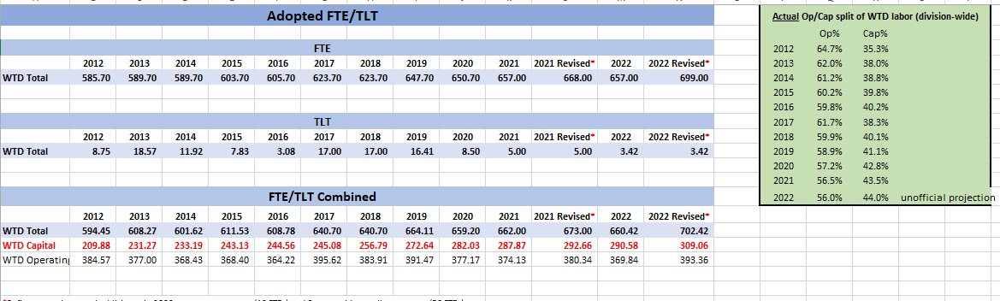 Adopted FTE/TLT
FTE
2012 2013 2014 2015 2016 2017 2018 2019 2020 2021 2021 Revised* 2022 2022 Revised*
WTD Total 585.70 589.70 589.70 603.70 605.70 623.70 623.70 647.70 650.70 657.00 668.00 657.00 699.00
TLT
2012 2013 2014 2015 2016 2017 2018 2019 2020 2021 2021 Revised* 2022 2022 Revised*
WTD Total 8.75 18.57 11.92 7.83 3.08 17.00 17.00 16.41 8.50 5.00 5.00 3.42 3.42
FTE/TLT Combined
2012 2013 2014 2015 2016 2017 2018 2019 2020 2021 2021 Revised* 2022 2022 Revised*
WTD Total 594.45 608.27 601.62 611.53 608.78 640.70 640.70 664.11 659.20 662.00 673.00 660.42 702.42
WTD Capital 209.88 231.27 233.19 243.13 244.56 245.08 256.79 272.64 282.03 287.87 292.66 290.58 309.06
WTD Operating 384.57 377.00 368.43 368.40 364.22 395.62 383.91 391.47 377.17 374.13 380.34 369.84 393.36
Actual Op/Cap split of WTD labor (division-wide)
Op% Cap%
2012 64.7% 35.3%
2013 62.0% 38.0%
2014 61.2% 38.8%
2015 60.2% 39.8%
2016 59.8% 40.2%
2017 61.7% 38.3%
2018 59.9% 40.1%
2019 58.9% 41.1%
2020 57.2% 42.8%
2021 56.5% 43.5%
2022 56.0% 44.0% unofficial projection